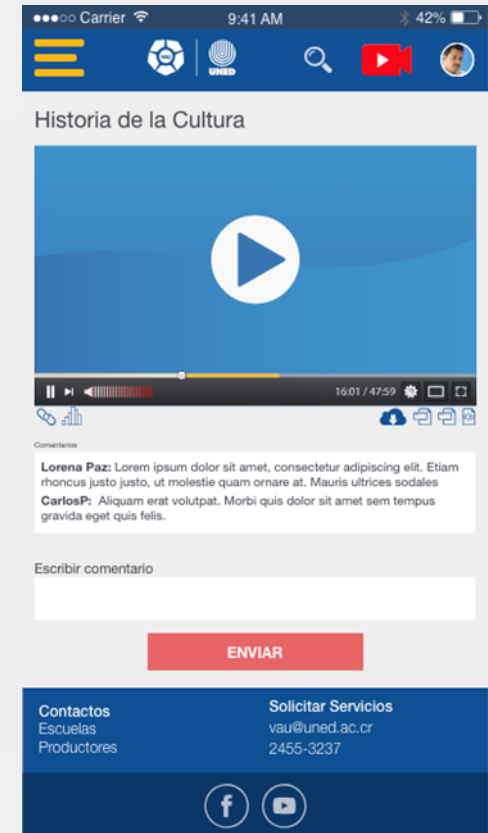 Carrier 9:41 AM 42%
UNED
Historia de la Cultura
16:01 / 47:59
Comentarios
Lorena Paz: Lorem ipsum dolor sit amet, consectetur adipiscing elit. Etiam
rhoncus justo justo, ut molestie quam ornare at. Mauris ultrices sodales
CarlosP: Aliquam erat volutpat. Morbi quis dolor sit amet sem tempus
gravida eget quis felis.
Escribir comentario
ENVIAR
Contactos
Escuelas
Productores
Solicitar Servicios
vau@uned.ac.cr
2455-3237